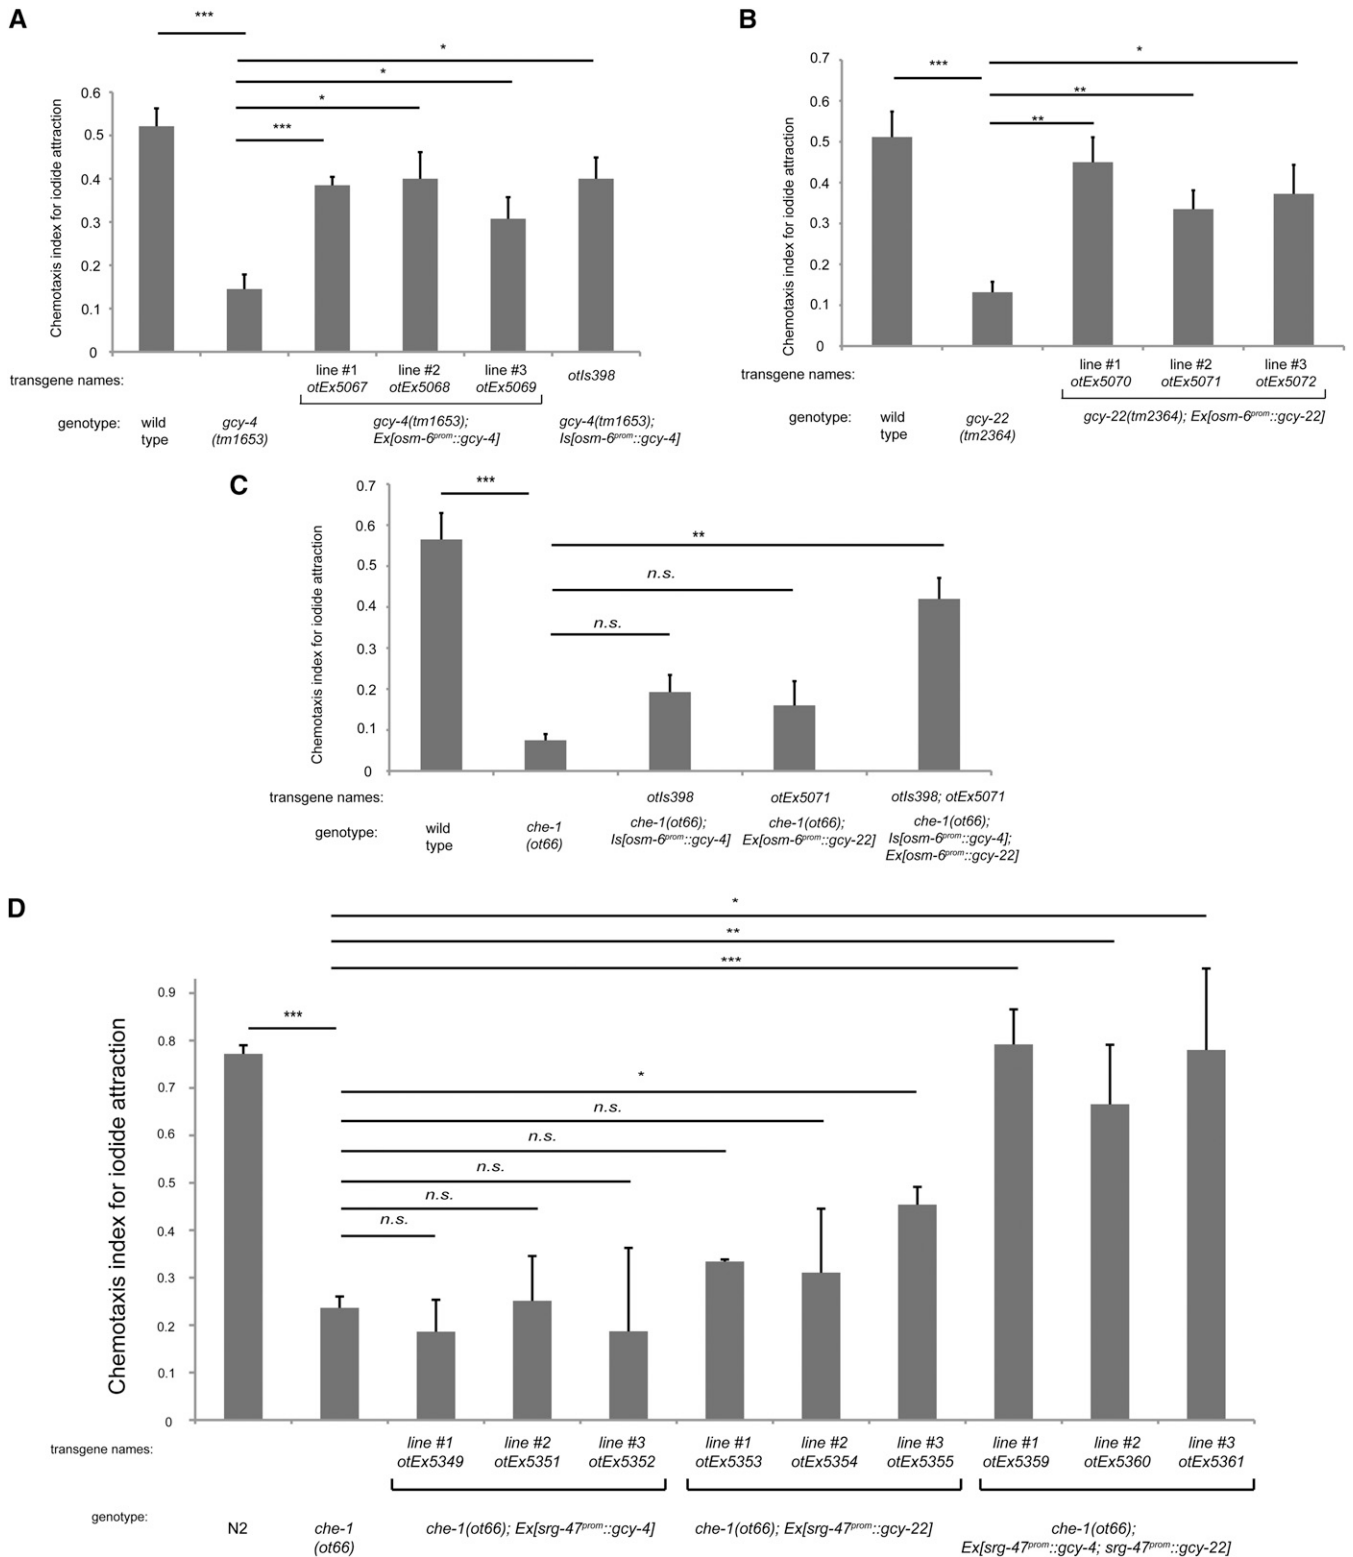 A
***
*
*
*
***
Chemotaxis index for iodide attraction
0.6
0.5
0.4
0.3
0.2
0.1
0
transgene names:
line #1 line #2 line #3 otIs398
otEx5067 otEx5068 otEx5069
genotype: wild type gcy-4 (tm1653) gcy-4(tm1653); Ex[osm-6prom::gcy-4] gcy-4(tm1653); Is[osm-6prom::gcy-4]
B
***
*
**
**
Chemotaxis index for iodide attraction
0.7
0.6
0.5
0.4
0.3
0.2
0.1
0
transgene names:
line #1 line #2 line #3
otEx5070 otEx5071 otEx5072
genotype: wild type gcy-22 (tm2364) gcy-22(tm2364); Ex[osm-6prom::gcy-22]
C
***
**
n.s.
n.s.
Chemotaxis index for iodide attraction
0.7
0.6
0.5
0.4
0.3
0.2
0.1
0
transgene names: otIs398 otEx5071 otIs398; otEx5071
genotype: wild type che-1 (ot66) che-1(ot66); Is[osm-6prom::gcy-4] che-1(ot66); Ex[osm-6prom::gcy-22] che-1(ot66); Is[osm-6prom::gcy-4]; Ex[osm-6prom::gcy-22]
D
*
**
***
***
*
n.s.
n.s.
n.s.
n.s.
n.s.
Chemotaxis index for iodide attraction
0.9
0.8
0.7
0.6
0.5
0.4
0.3
0.2
0.1
0
transgene names:
line #1 line #2 line #3 line #1 line #2 line #3 line #1 line #2 line #3
otEx5349 otEx5351 otEx5352 otEx5353 otEx5354 otEx5355 otEx5359 otEx5360 otEx5361
genotype: N2 che-1 (ot66) che-1(ot66); Ex[srg-47prom::gcy-4] che-1(ot66); Ex[srg-47prom::gcy-22] che-1(ot66); Ex[srg-47prom::gcy-4; srg-47prom::gcy-22]